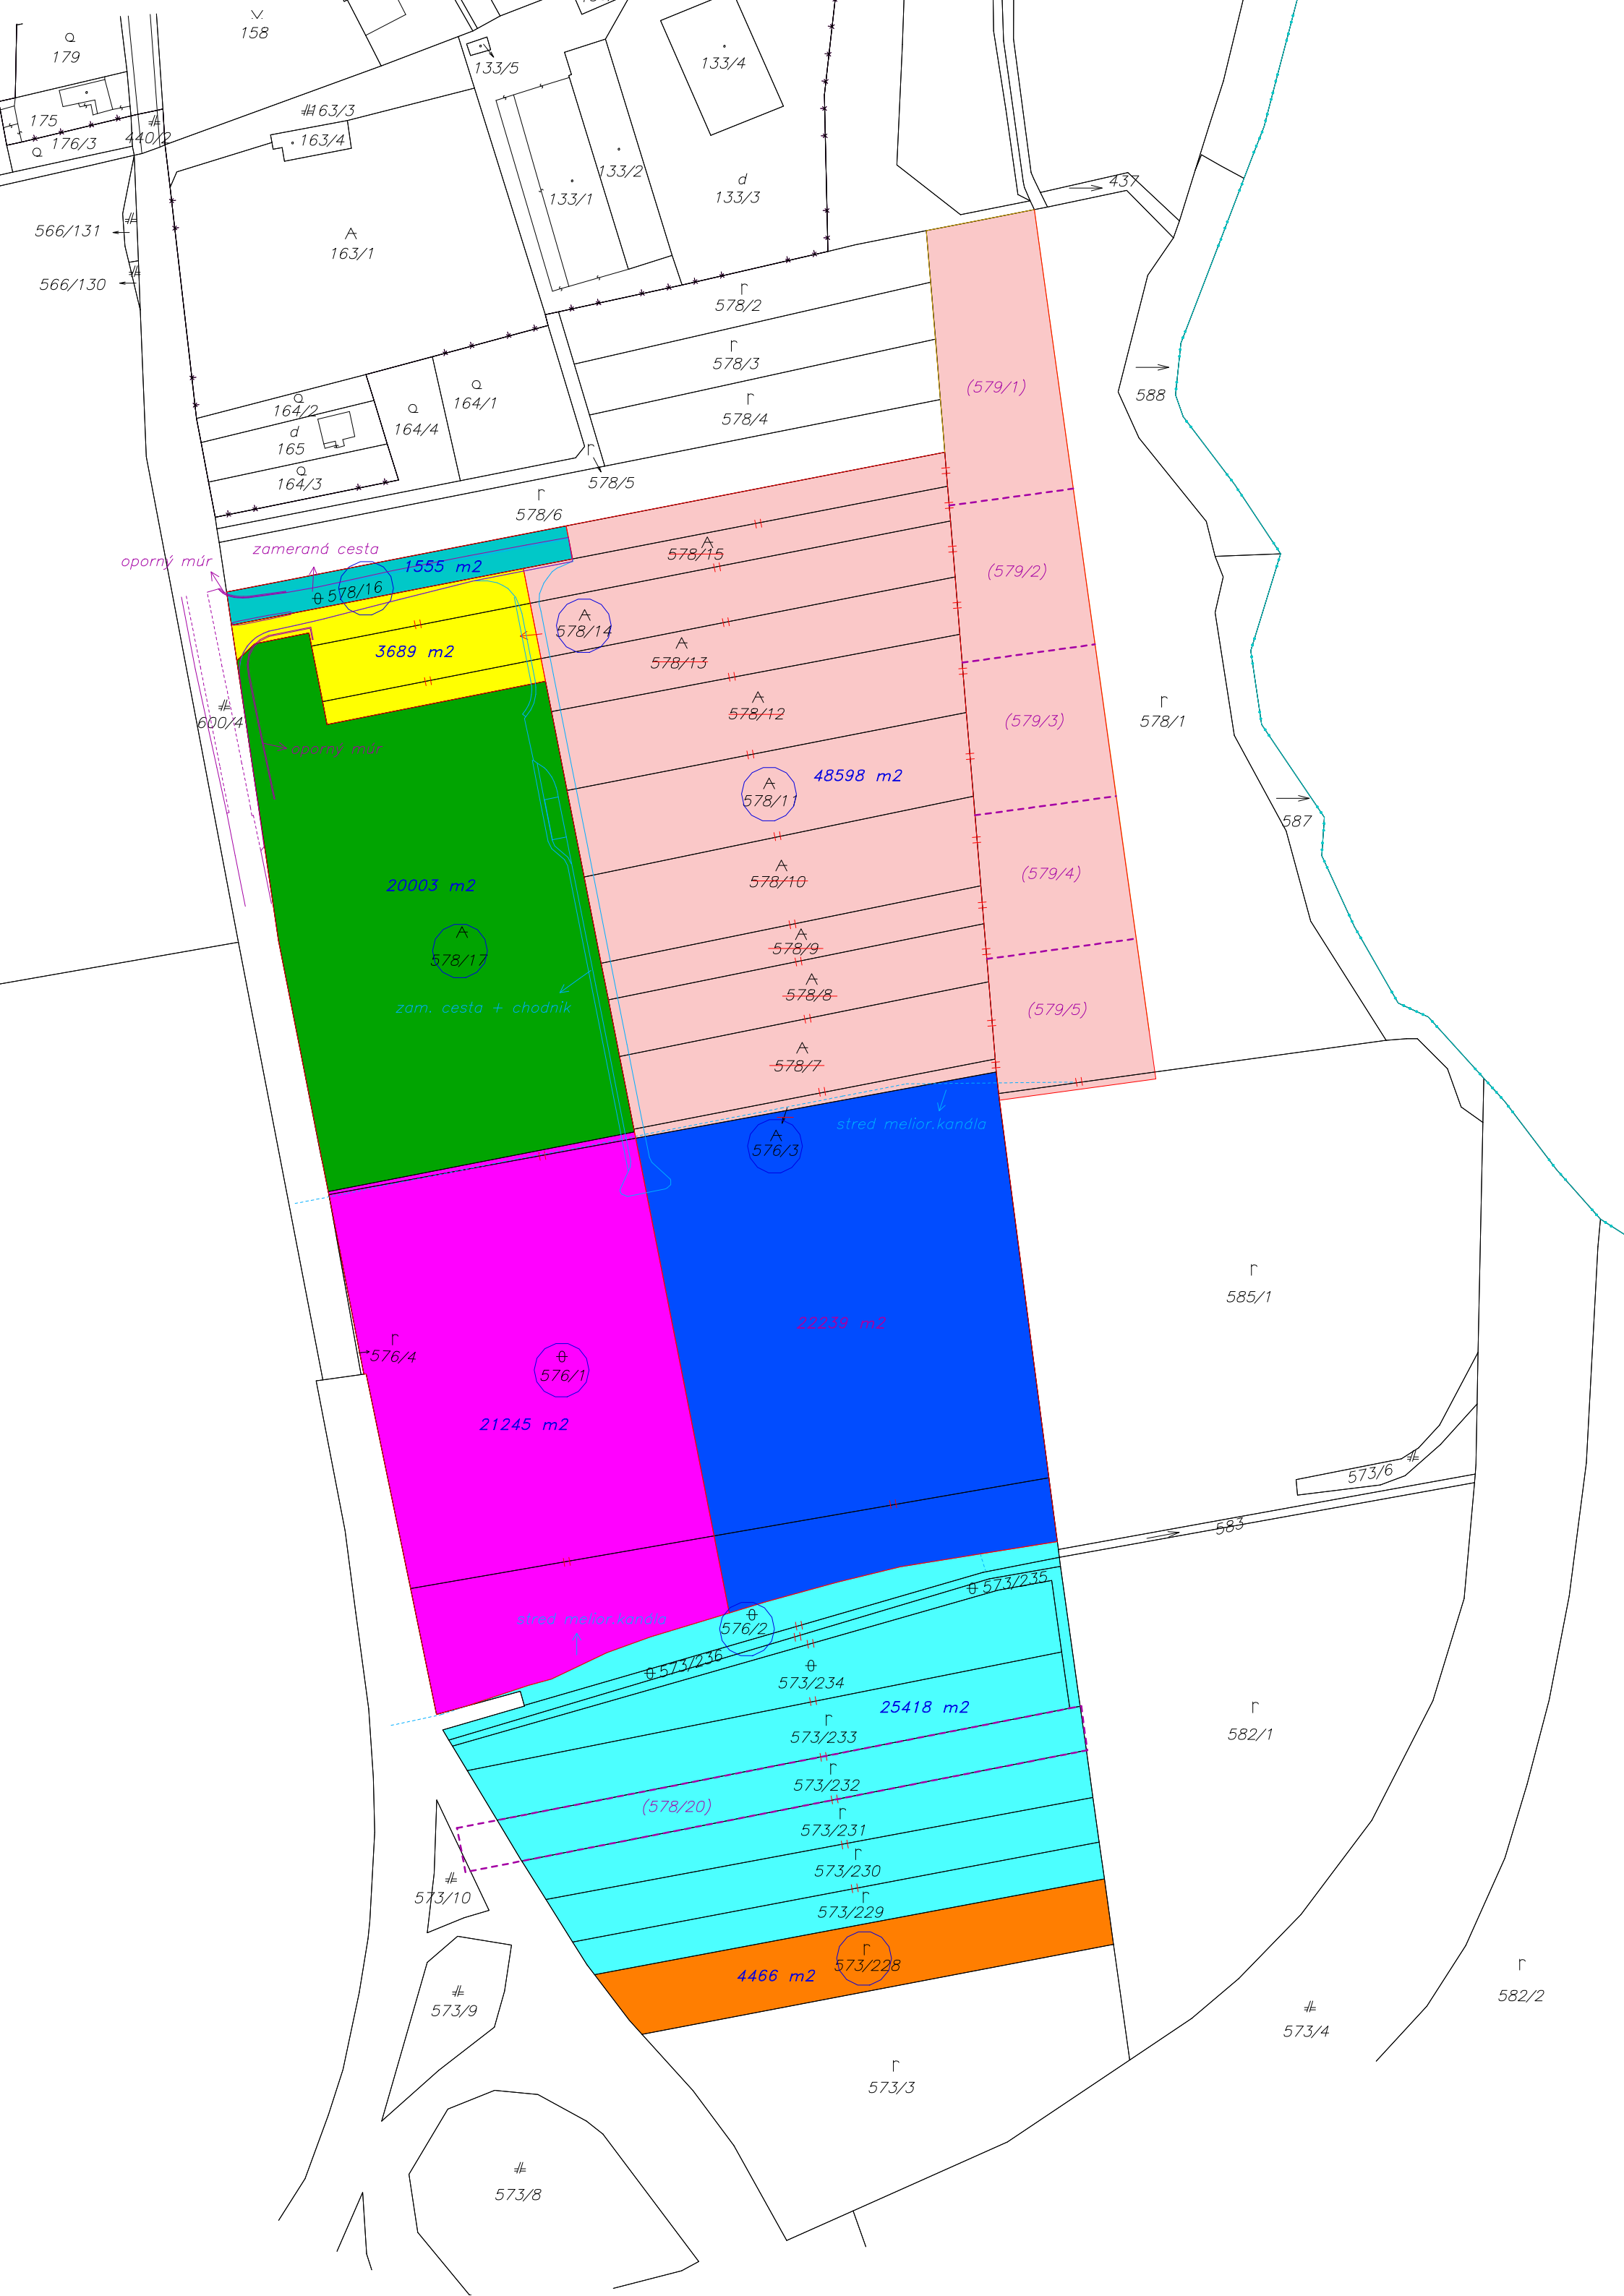 158
179
133/5
133/4
163/3
175
176/3
440/2
163/4
133/2
133/1
d
133/3
437
566/131
163/1
566/130
r
578/2
r
578/3
(579/1)
588
164/1
r
578/4
164/2
164/4
d
165
r
578/5
164/3
r
578/6
zameraná cesta
oporný múr
1555 m2
578/15
(579/2)
578/16
578/14
3689 m2
578/13
578/12
600/4
(579/3)
r
578/1
oporný múr
48598 m2
578/11
587
20003 m2
578/10
(579/4)
578/17
578/9
578/8
zam. cesta + chodník
(579/5)
578/7
stred melior.kanála
576/3
r
585/1
22239 m2
r
576/4
576/1
21245 m2
573/6
583
573/235
stred melior.kanála
576/2
573/236
573/234
25418 m2
r
573/233
r
582/1
r
573/232
(578/20)
r
573/231
r
573/230
573/10
r
573/229
r
573/228
4466 m2
r
582/2
573/9
573/4
r
573/3
573/8